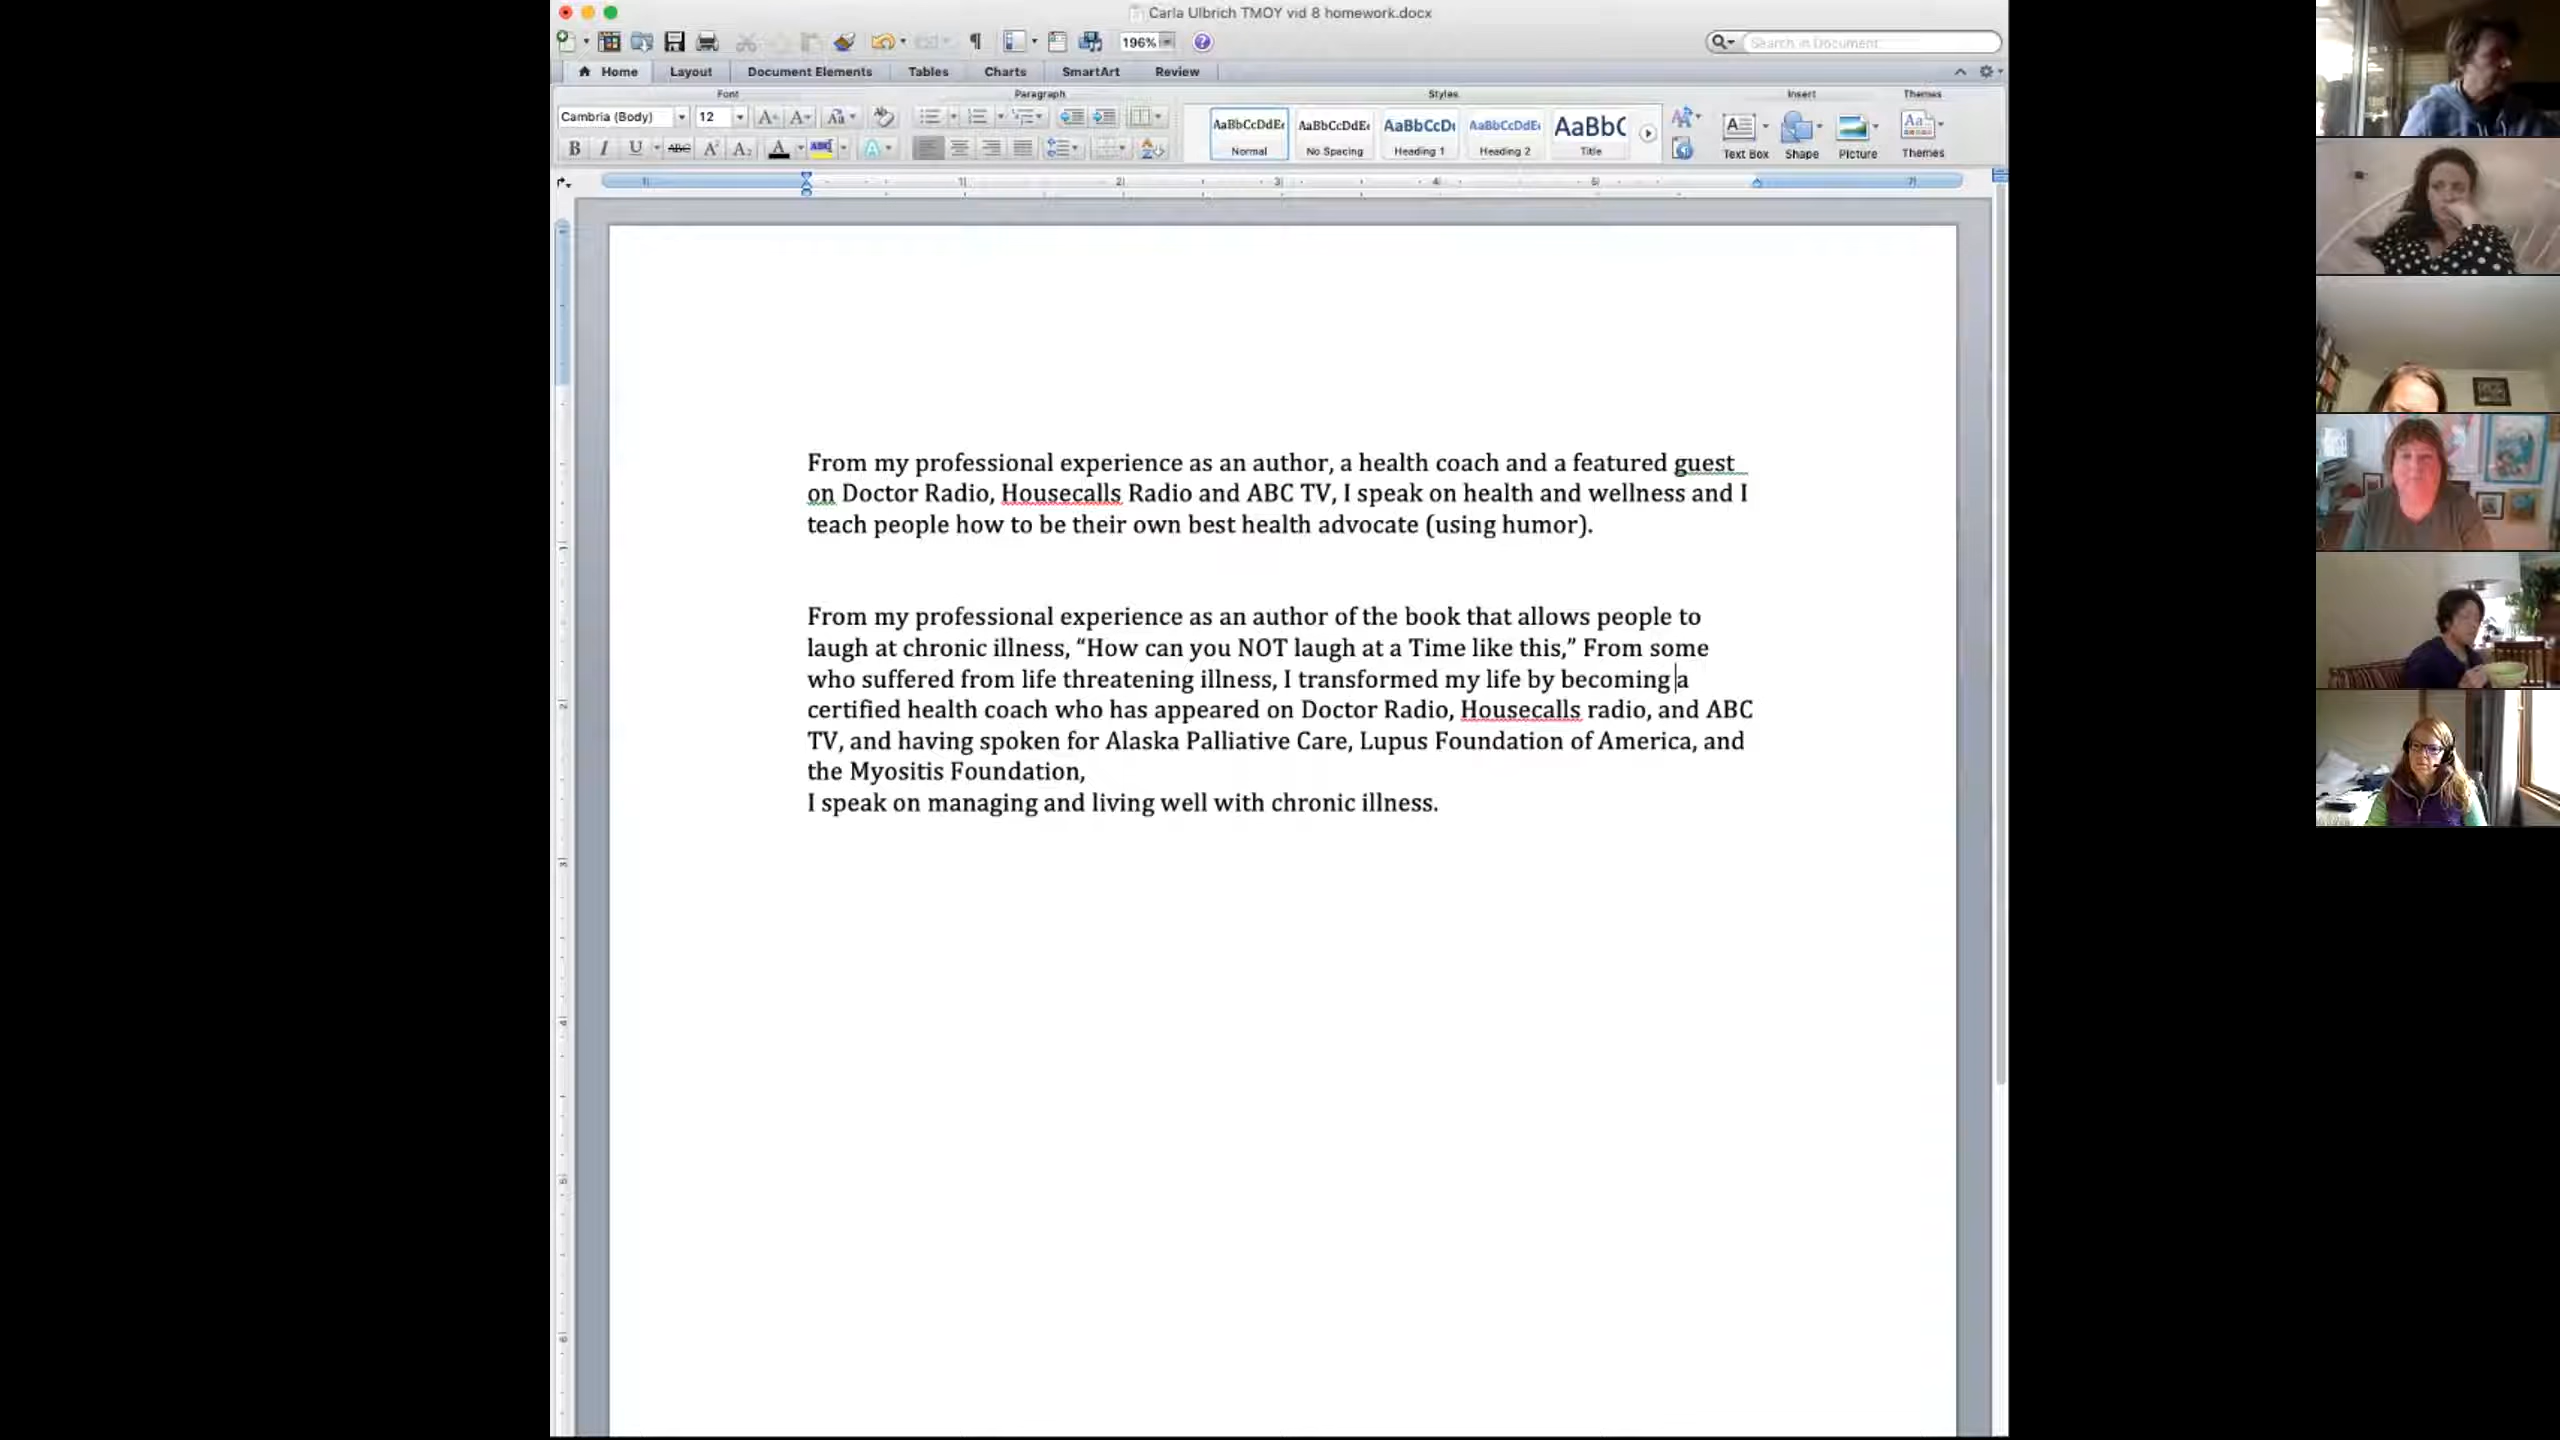 Carla Ulbrich TMOY vid 8 homework.docx
196%
Search in Document
Home Layout Document Elements Tables Charts SmartArt Review
Font Paragraph Styles Insert Themes
Cambria (Body) 12
AaBbCcDdEe AaBbCcDdEe AaBbCcDc AaBbCcDdEe AaBbC
Normal No Spacing Heading 1 Heading 2 Title
Text Box Shape Picture Themes
From my professional experience as an author, a health coach and a featured guest
on Doctor Radio, Housecalls Radio and ABC TV, I speak on health and wellness and I
teach people how to be their own best health advocate (using humor).
From my professional experience as an author of the book that allows people to
laugh at chronic illness, “How can you NOT laugh at a Time like this,” From some
who suffered from life threatening illness, I transformed my life by becoming a
certified health coach who has appeared on Doctor Radio, Housecalls radio, and ABC
TV, and having spoken for Alaska Palliative Care, Lupus Foundation of America, and
the Myositis Foundation,
I speak on managing and living well with chronic illness.